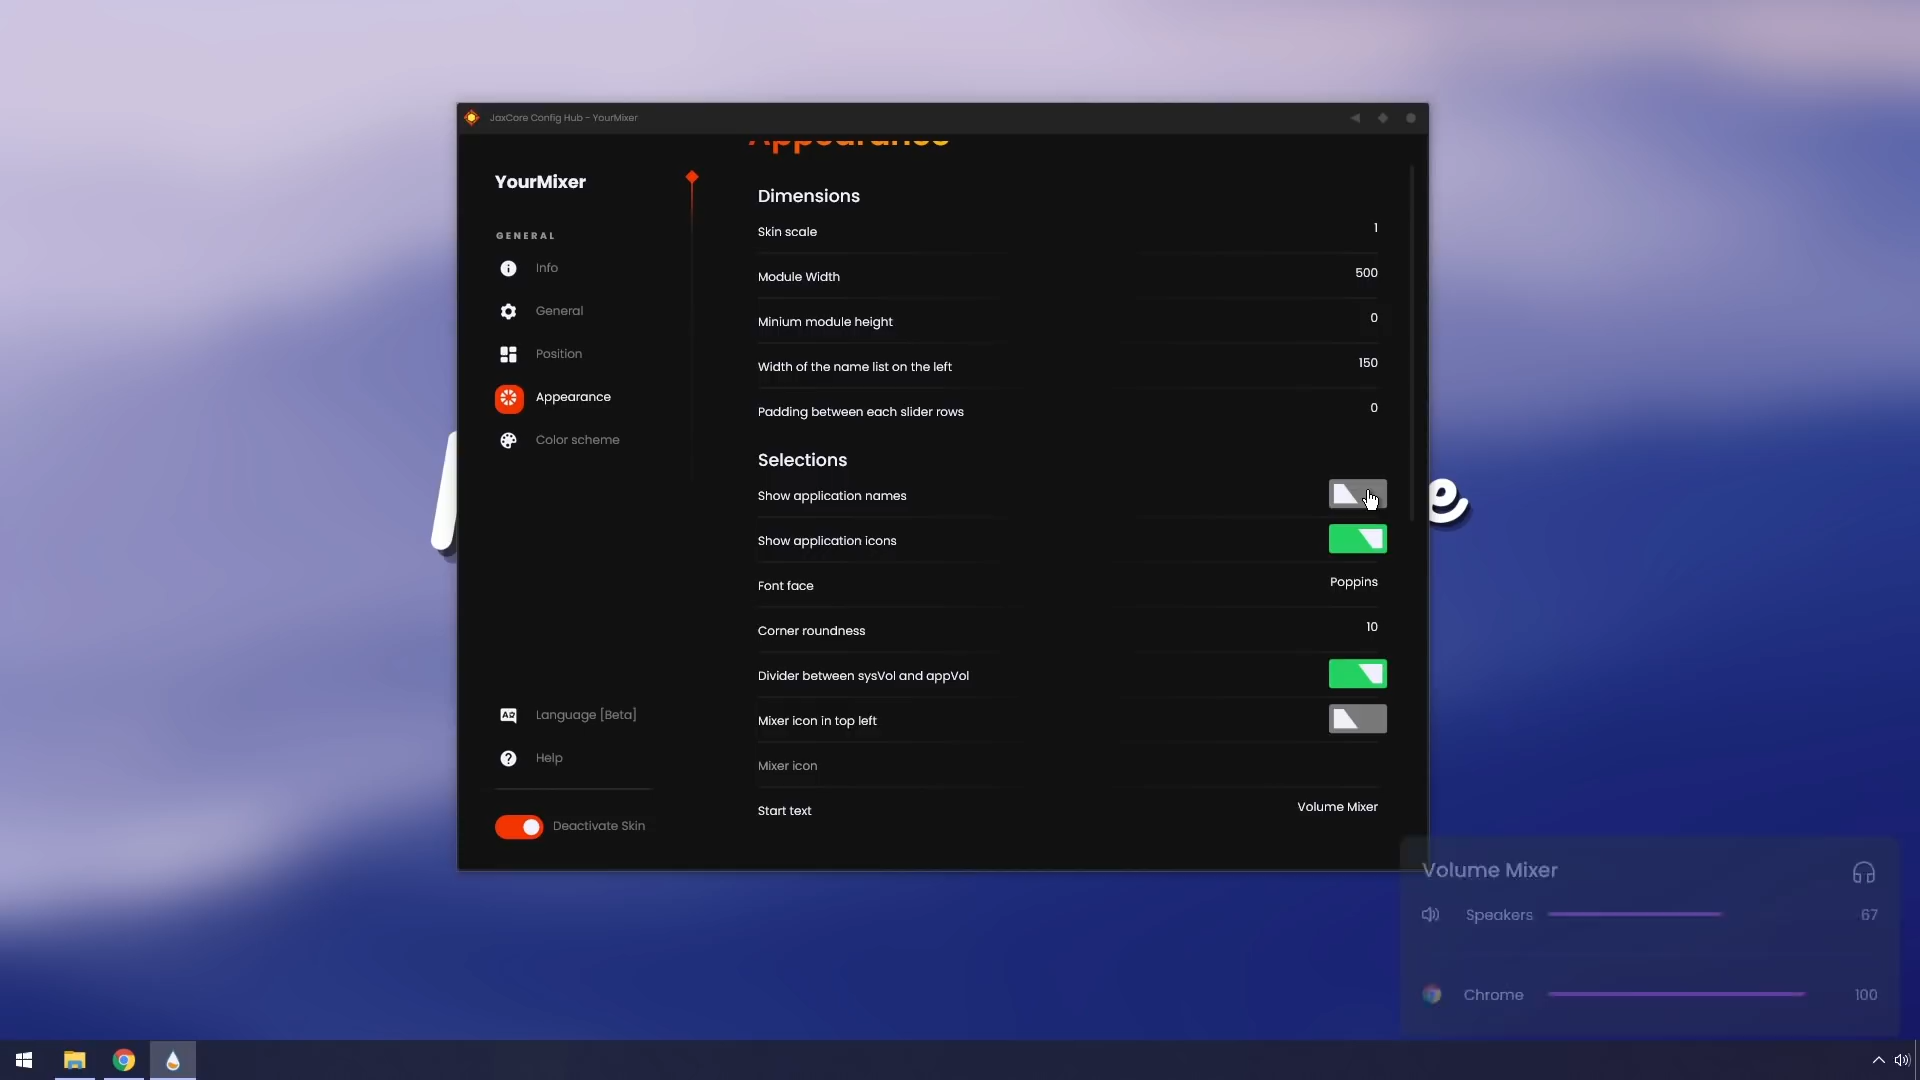 JaxCore Config Hub - YourMixer
Appearance
YourMixer
GENERAL
Info
General
Position
Appearance
Color scheme
Language [Beta]
Help
Deactivate Skin
Dimensions
Skin scale 1
Module Width 500
Minium module height 0
Width of the name list on the left 150
Padding between each slider rows 0
Selections
Show application names
Show application icons
Font face Poppins
Corner roundness 10
Divider between sysVol and appVol
Mixer icon in top left
Mixer icon
Start text Volume Mixer
Volume Mixer
Speakers 67
Chrome 100